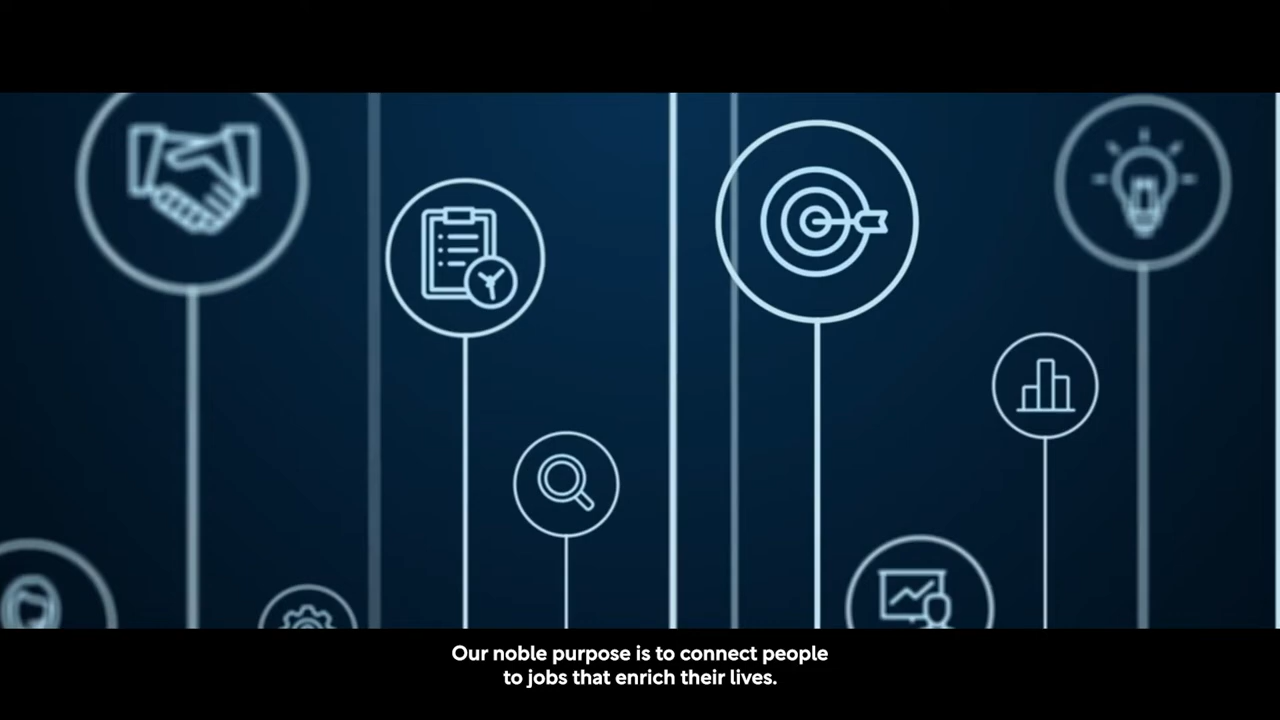 Our noble purpose is to connect people
to jobs that enrich their lives.